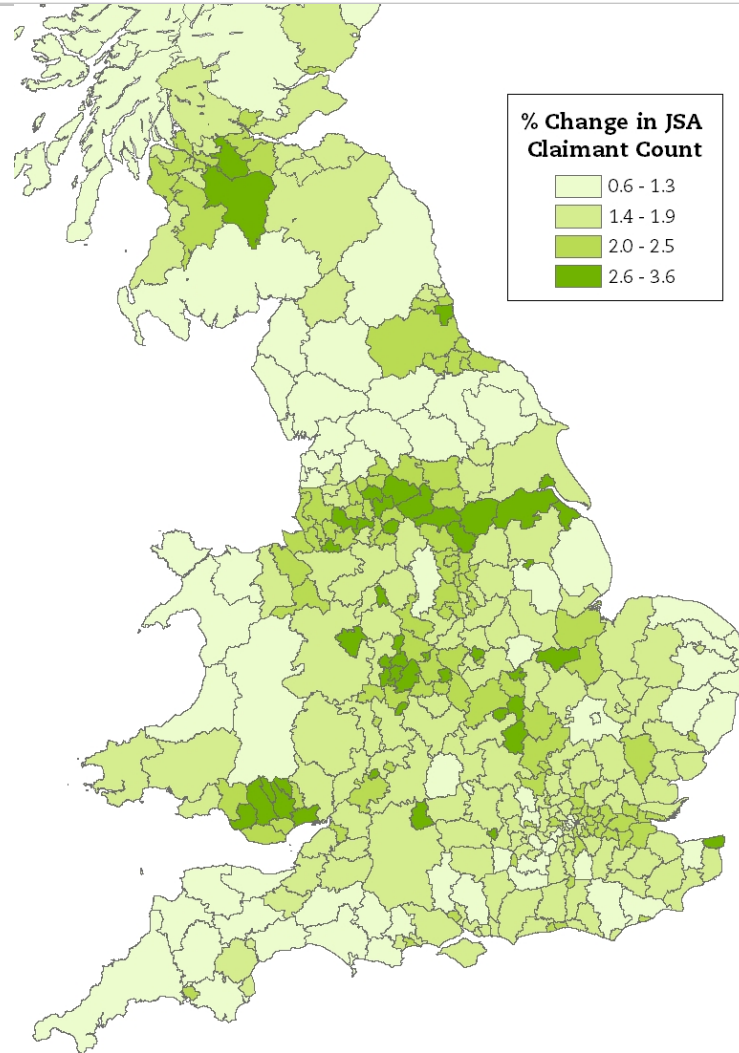 % Change in JSA
Claimant Count
0.6 - 1.3
1.4 - 1.9
2.0 - 2.5
2.6 - 3.6